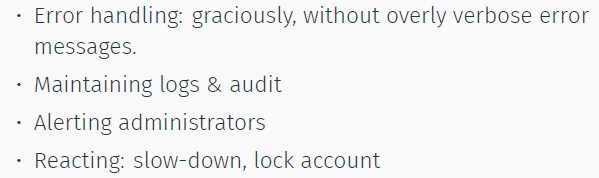 · Error handling: graciously, without overly verbose error
messages.
· Maintaining logs & audit
· Alerting administrators
· Reacting: slow-down, lock account